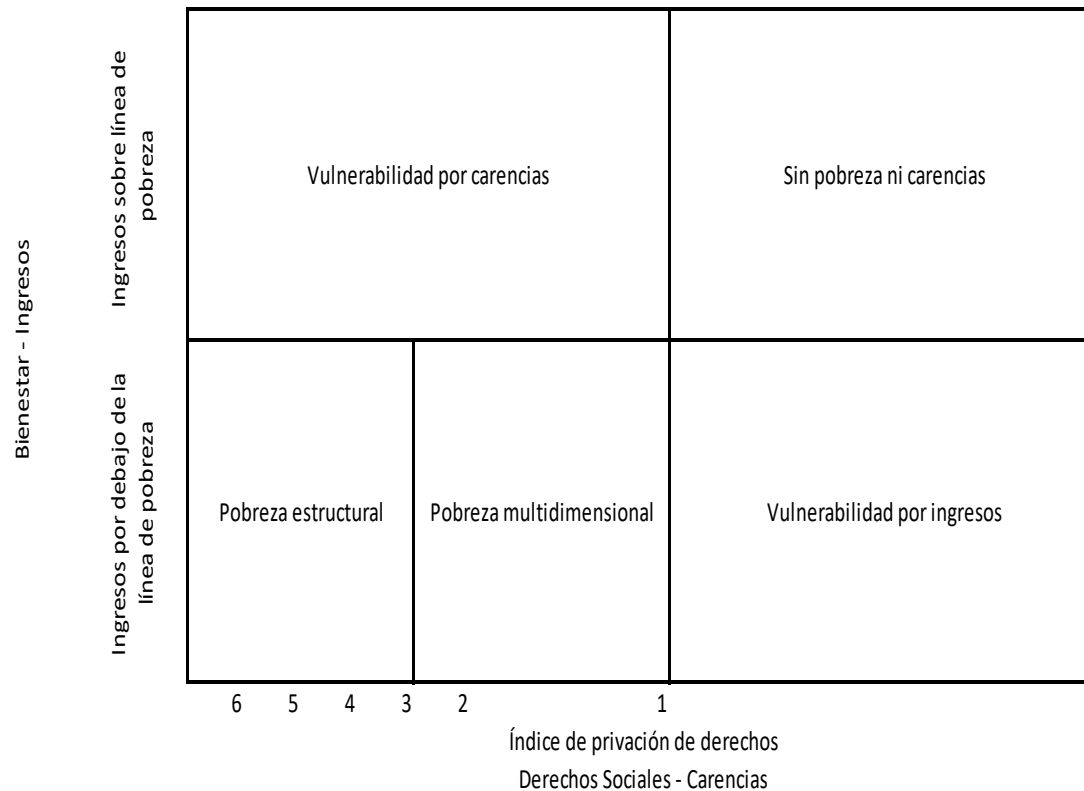 Bienestar - Ingresos
Ingresos sobre línea de
pobreza
Vulnerabilidad por carencias
Sin pobreza ni carencias
Ingresos por debajo de la
línea de pobreza
Pobreza estructural
Pobreza multidimensional
Vulnerabilidad por ingresos
6 5 4 3 2 1
Índice de privación de derechos
Derechos Sociales - Carencias